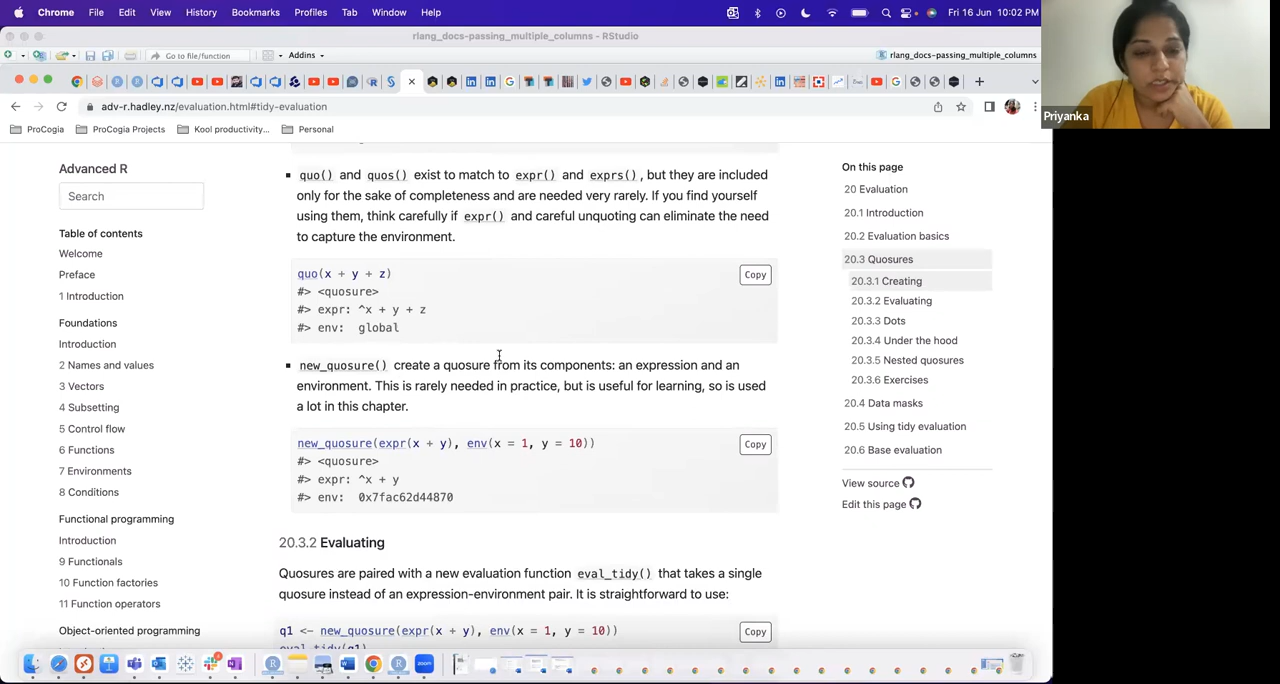 Chrome File Edit View History Bookmarks Profiles Tab Window Help Fri 16 Jun 10:02 PM
rlang_docs-passing_multiple_columns - RStudio
Go to file/function Addins rlang_docs-passing_multiple_columns
adv-r.hadley.nz/evaluation.html#tidy-evaluation
Priyanka
ProCogia ProCogia Projects Kool productivity... Personal
Advanced R
Search
Table of contents
Welcome
Preface
1 Introduction
Foundations
Introduction
2 Names and values
3 Vectors
4 Subsetting
5 Control flow
6 Functions
7 Environments
8 Conditions
Functional programming
Introduction
9 Functionals
10 Function factories
11 Function operators
Object-oriented programming
quo() and quos() exist to match to expr() and exprs(), but they are included
only for the sake of completeness and are needed very rarely. If you find yourself
using them, think carefully if expr() and careful unquoting can eliminate the need
to capture the environment.
quo(x + y + z)
Copy
#> <quosure>
#> expr: ^x + y + z
#> env:  global
new_quosure() create a quosure from its components: an expression and an
environment. This is rarely needed in practice, but is useful for learning, so is used
a lot in this chapter.
new_quosure(expr(x + y), env(x = 1, y = 10))
Copy
#> <quosure>
#> expr: ^x + y
#> env:  0x7fac62d44870
20.3.2 Evaluating
Quosures are paired with a new evaluation function eval_tidy() that takes a single
quosure instead of an expression-environment pair. It is straightforward to use:
q1 <- new_quosure(expr(x + y), env(x = 1, y = 10))
Copy
eval_tidy(q1)
On this page
20 Evaluation
20.1 Introduction
20.2 Evaluation basics
20.3 Quosures
20.3.1 Creating
20.3.2 Evaluating
20.3.3 Dots
20.3.4 Under the hood
20.3.5 Nested quosures
20.3.6 Exercises
20.4 Data masks
20.5 Using tidy evaluation
20.6 Base evaluation
View source
Edit this page
zoom